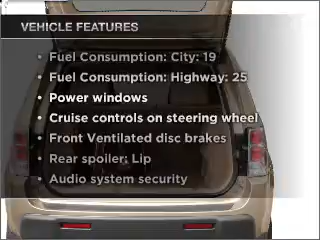 VEHICLE FEATURES
• Fuel Consumption: City: 19
• Fuel Consumption: Highway: 25
• Power windows
• Cruise controls on steering wheel
• Front Ventilated disc brakes
• Rear spoiler: Lip
• Audio system security